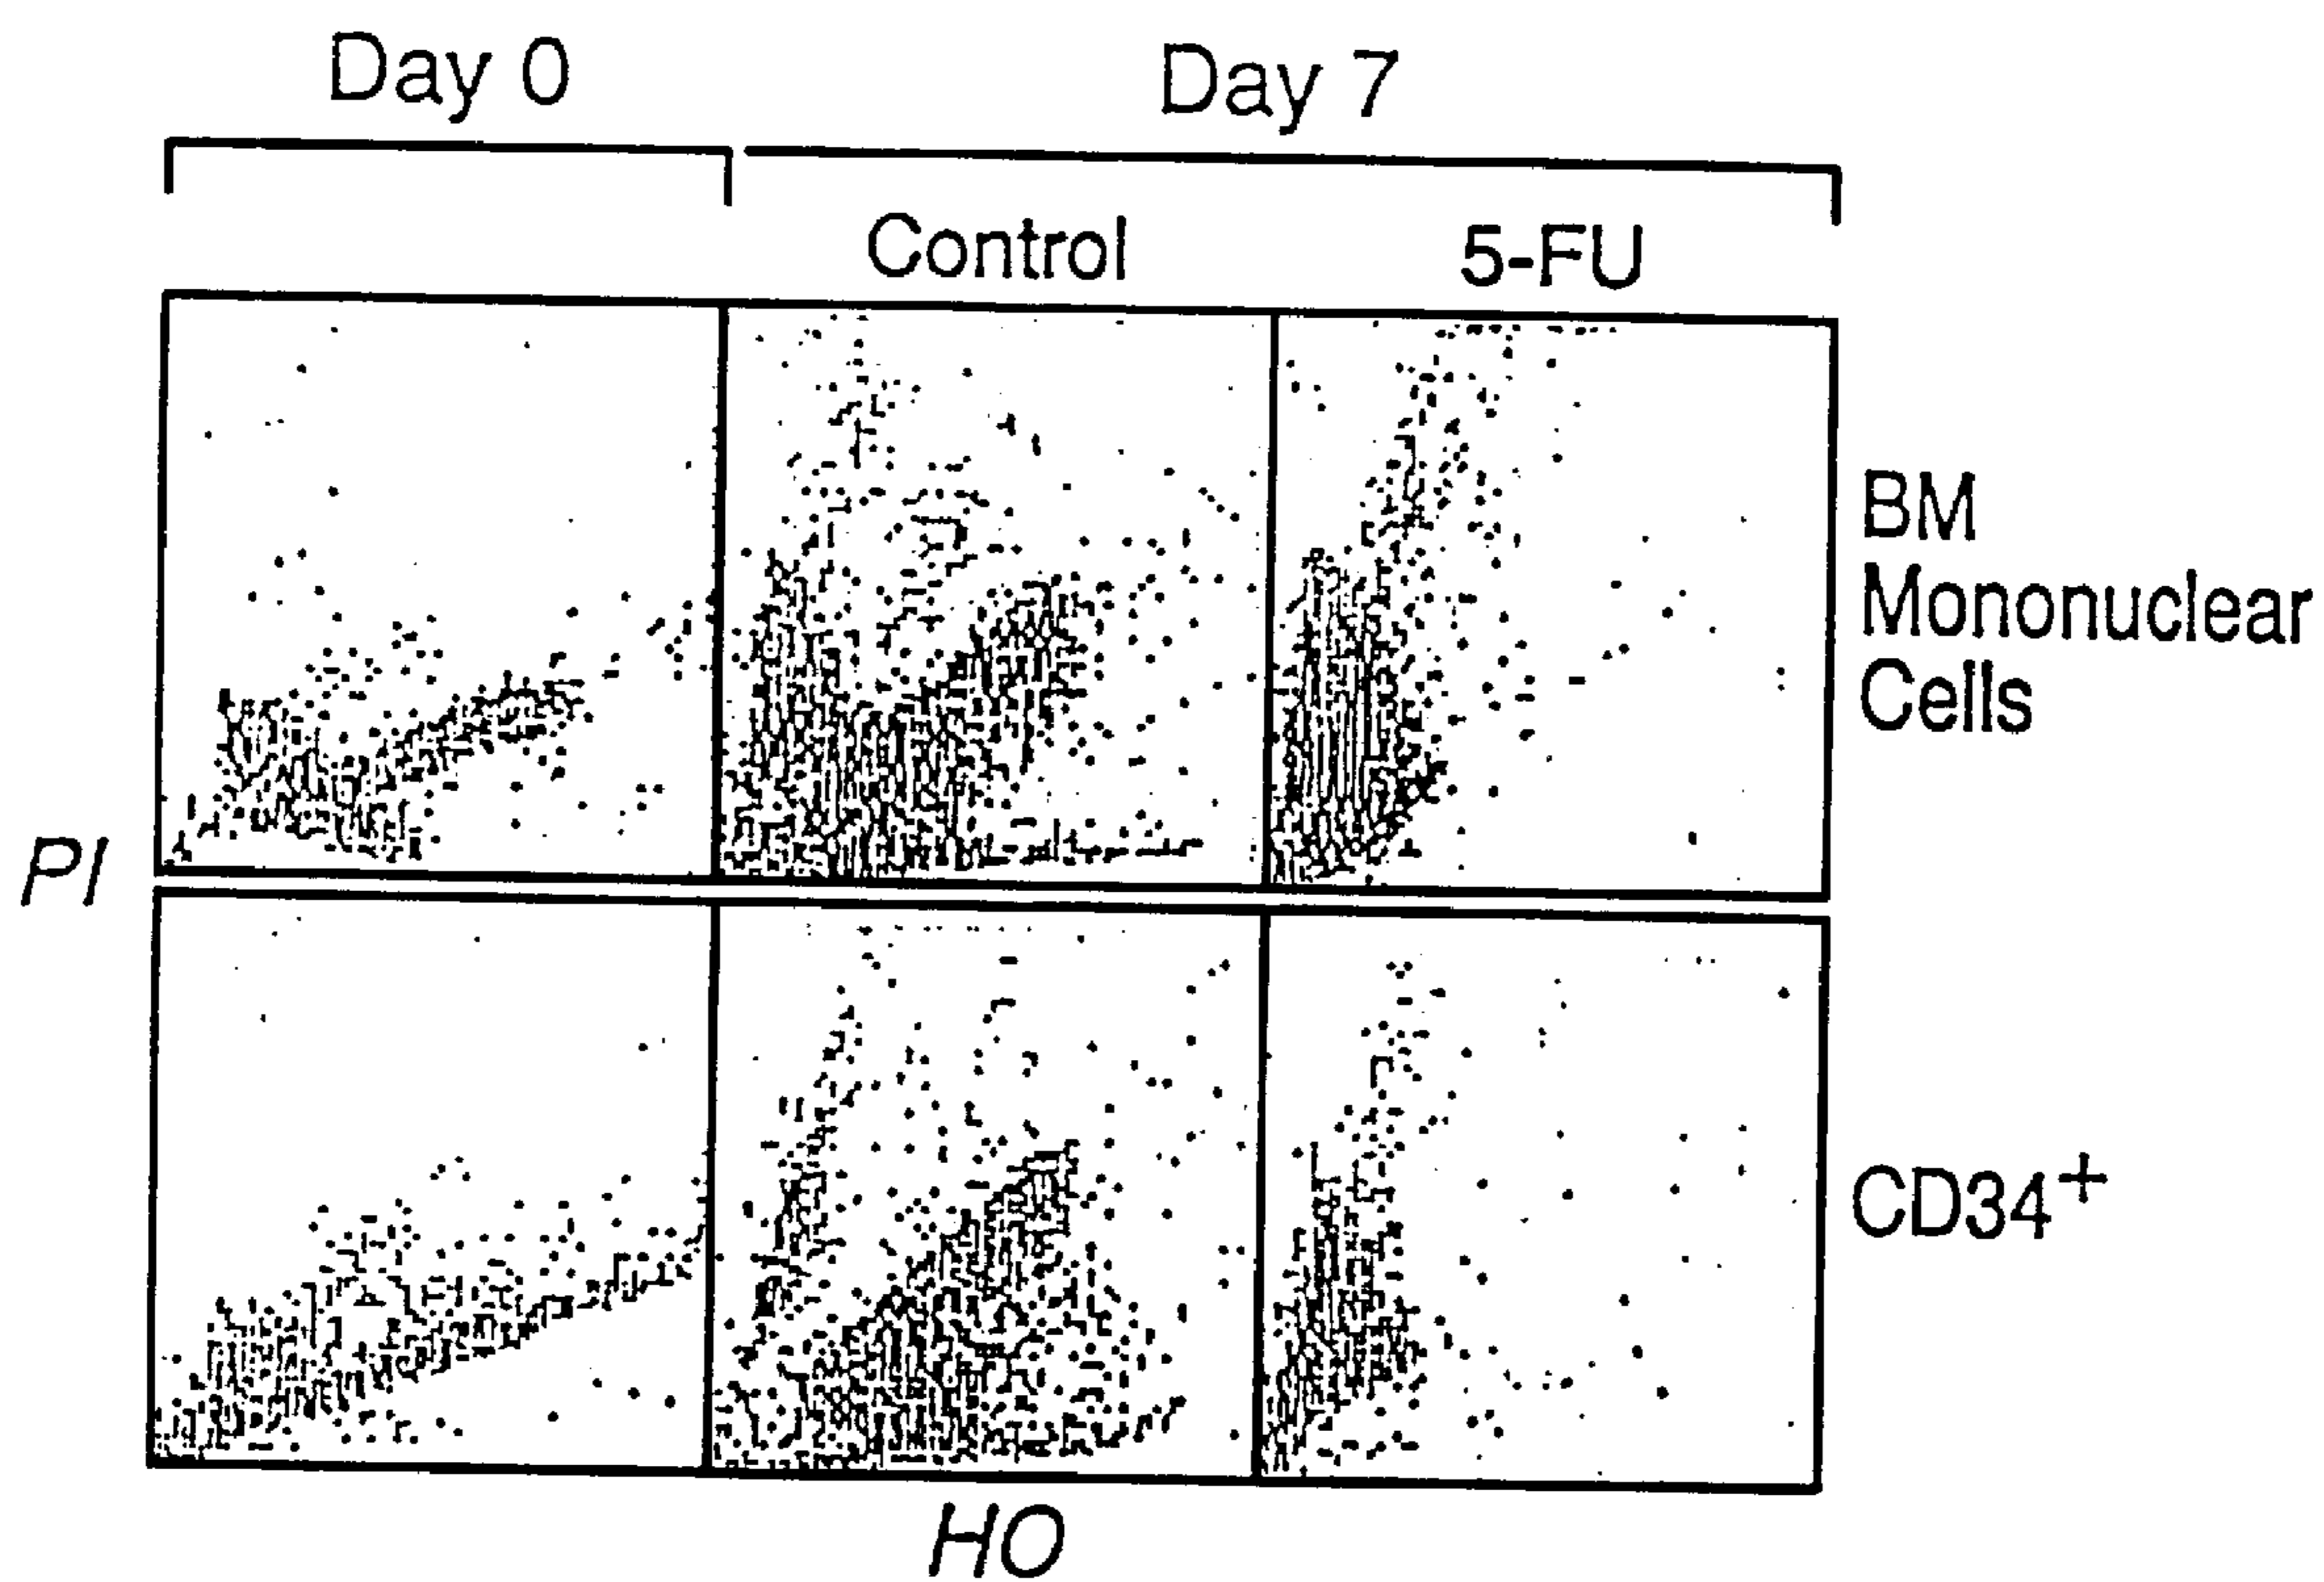 Day 0
Day 7
Control
5-FU
BM
Mononuclear
Cells
PI
CD34+
HO